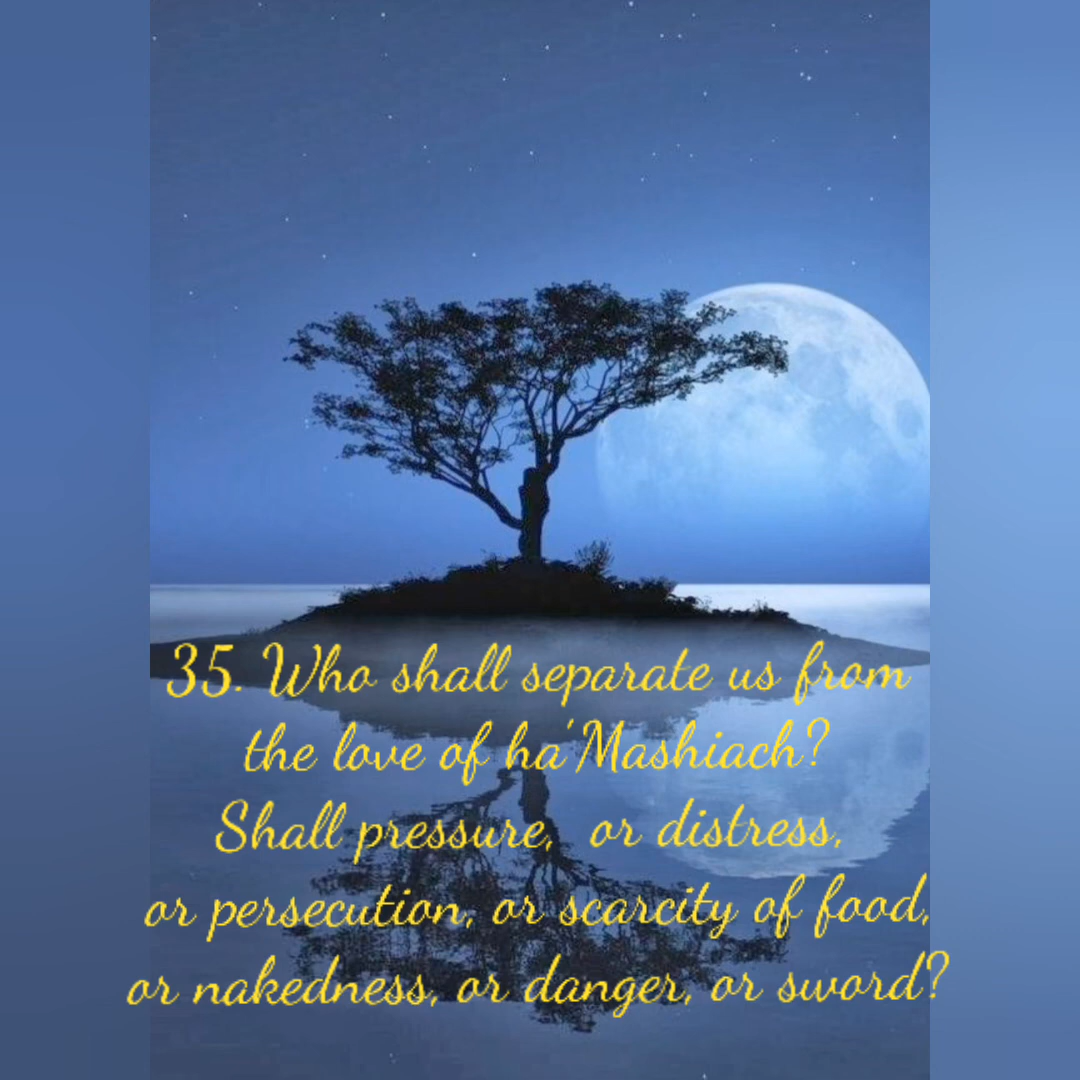 35. Who shall separate us from
the love of ha'Mashiach?
Shall pressure,  or distress,
or persecution, or scarcity of food,
or nakedness, or danger, or sword?